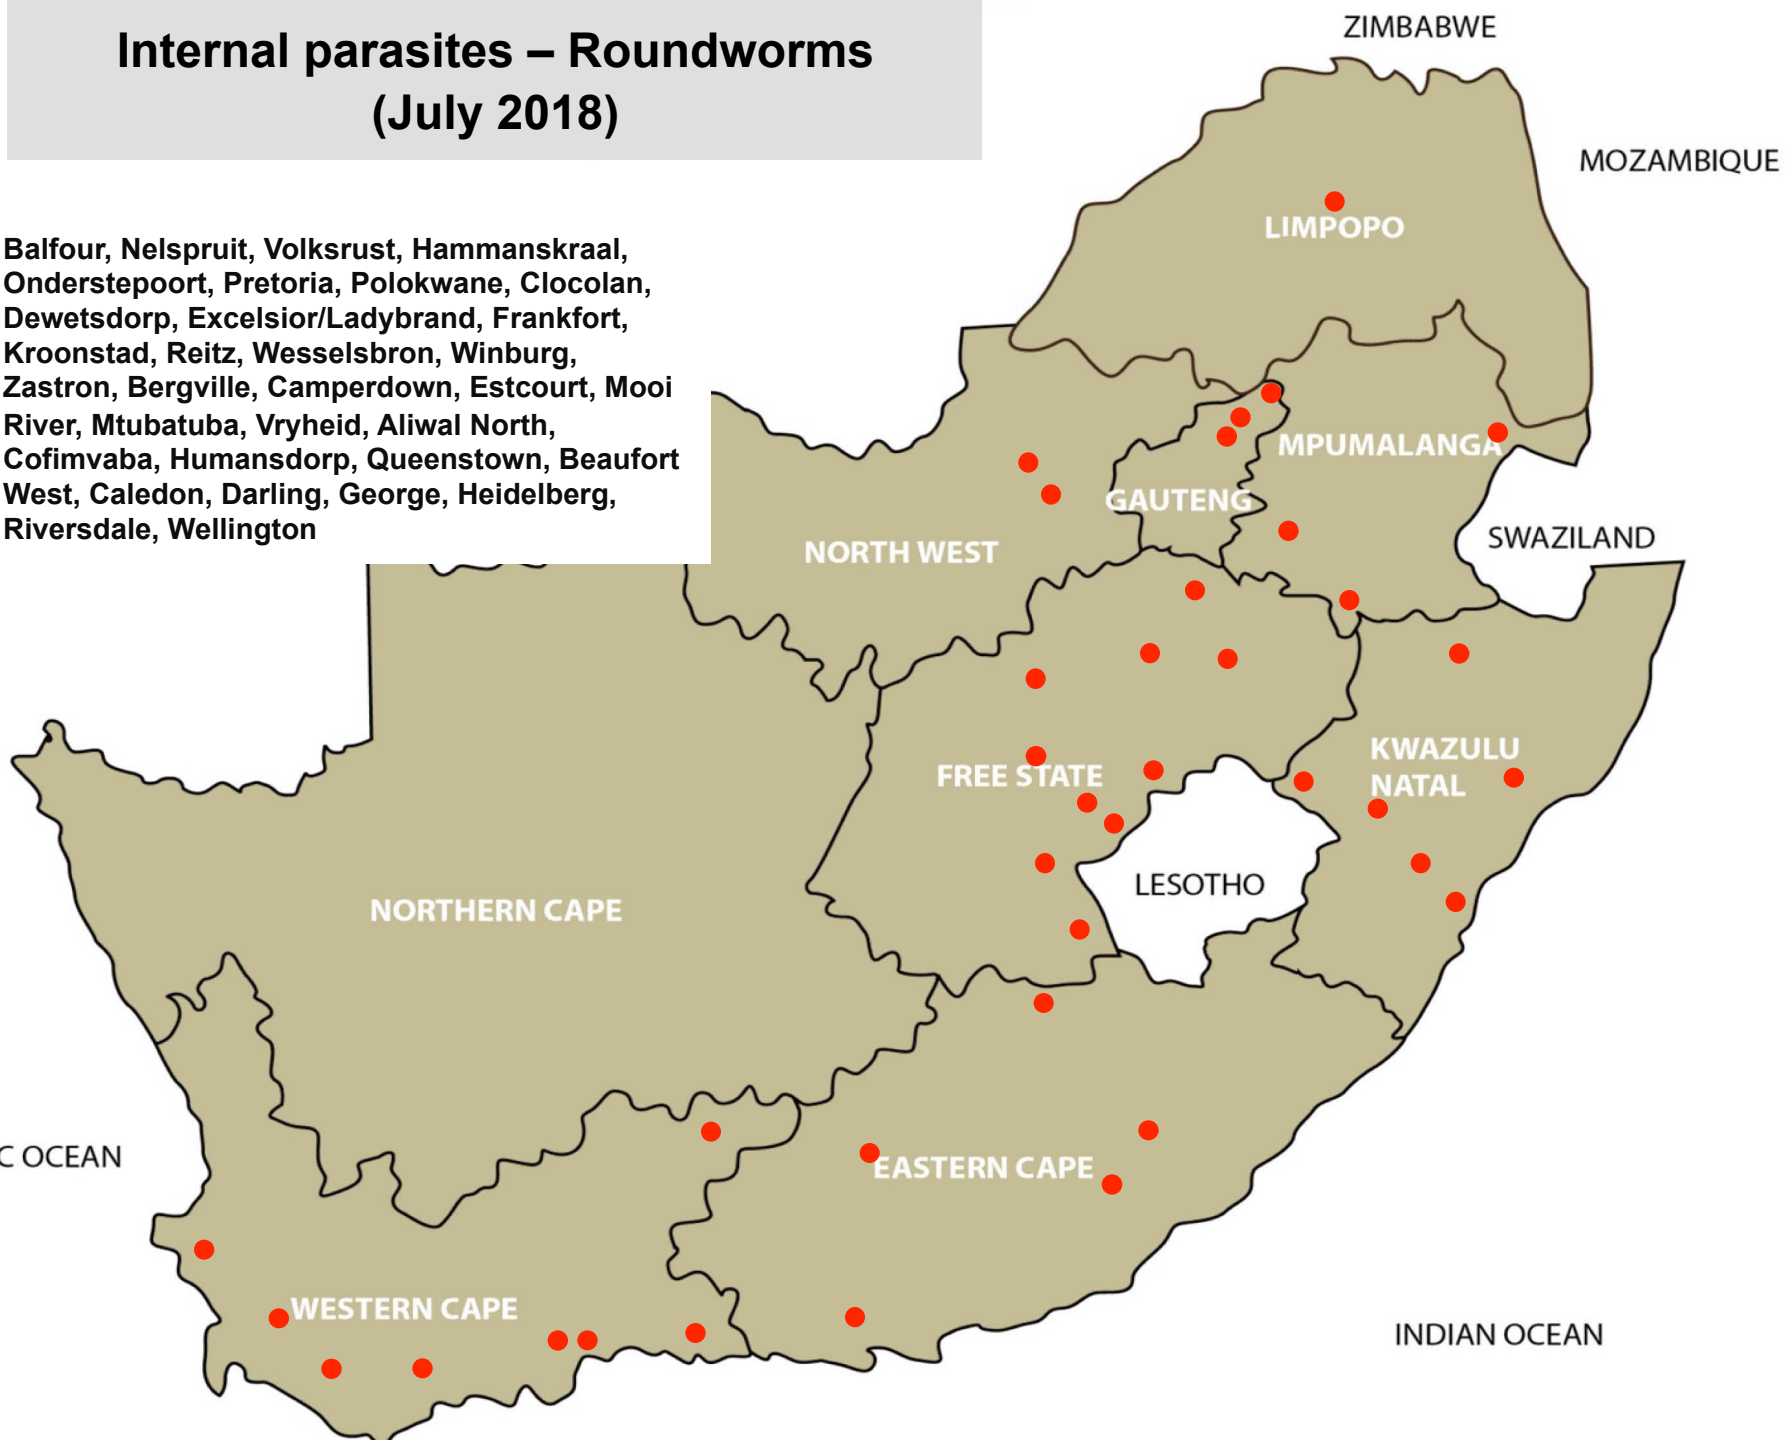 Internal parasites – Roundworms
(July 2018)
Balfour, Nelspruit, Volksrust, Hammanskraal,
Onderstepoort, Pretoria, Polokwane, Clocolan,
Dewetsdorp, Excelsior/Ladybrand, Frankfort,
Kroonstad, Reitz, Wesselsbron, Winburg,
Zastron, Bergville, Camperdown, Estcourt, Mooi
River, Mtubatuba, Vryheid, Aliwal North,
Cofimvaba, Humansdorp, Queenstown, Beaufort
West, Caledon, Darling, George, Heidelberg,
Riversdale, Wellington
ZIMBABWE
MOZAMBIQUE
LIMPOPO
MPUMALANGA
GAUTENG
SWAZILAND
NORTH WEST
KWAZULU
NATAL
FREE STATE
LESOTHO
NORTHERN CAPE
C OCEAN
EASTERN CAPE
WESTERN CAPE
INDIAN OCEAN